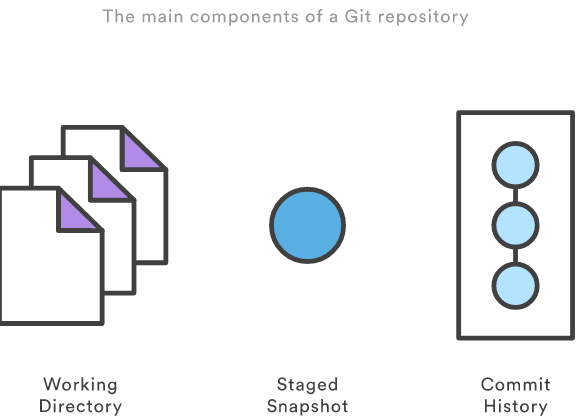 The main components of a Git repository
Working
Directory
Staged
Snapshot
Commit
History